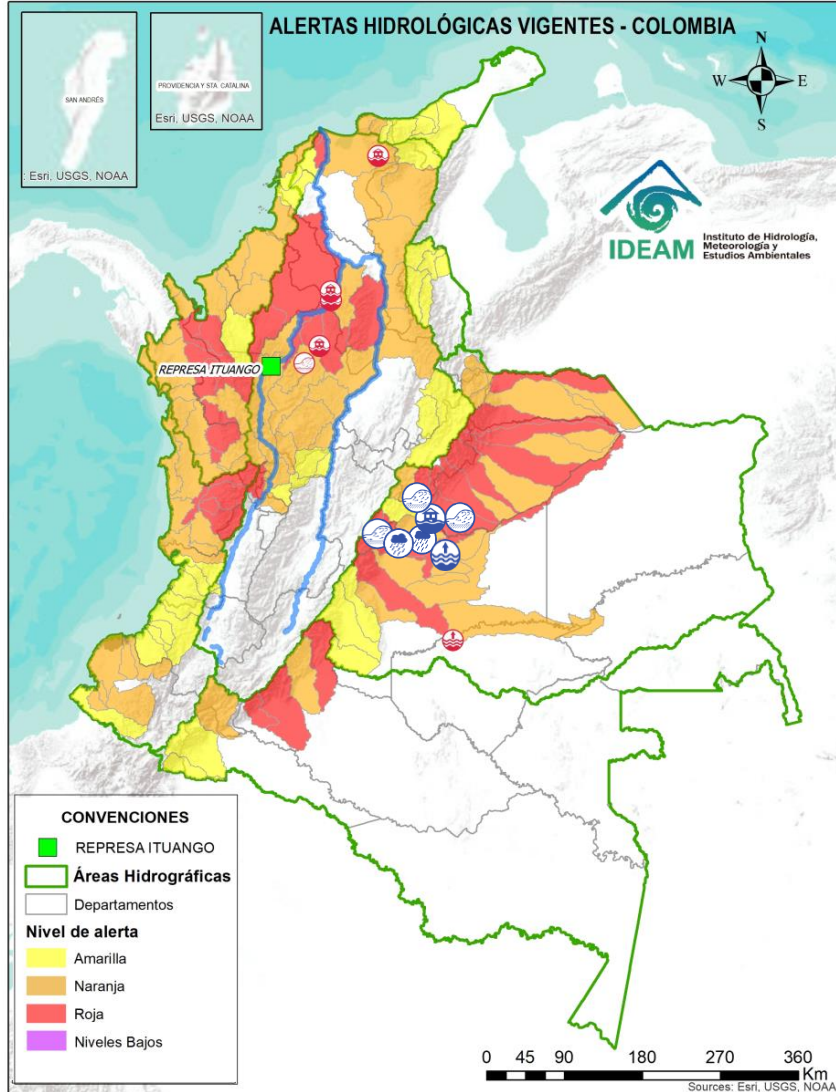 ALERTAS HIDROLÓGICAS VIGENTES - COLOMBIA
SAN ANDRÉS
: Esri, USGS, NOAA
PROVIDENCIA Y STA. CATALINA
Esri, USGS, NOAA
N
W
E
S
IDEAM
Instituto de Hidrología,
Meteorología y
Estudios Ambientales
REPRESA ITUANGO
CONVENCIONES
REPRESA ITUANGO
Áreas Hidrográficas
Departamentos
Nivel de alerta
Amarilla
Naranja
Roja
Niveles Bajos
0 45 90 180 270 360
Km
Sources: Esri, USGS, NOAA